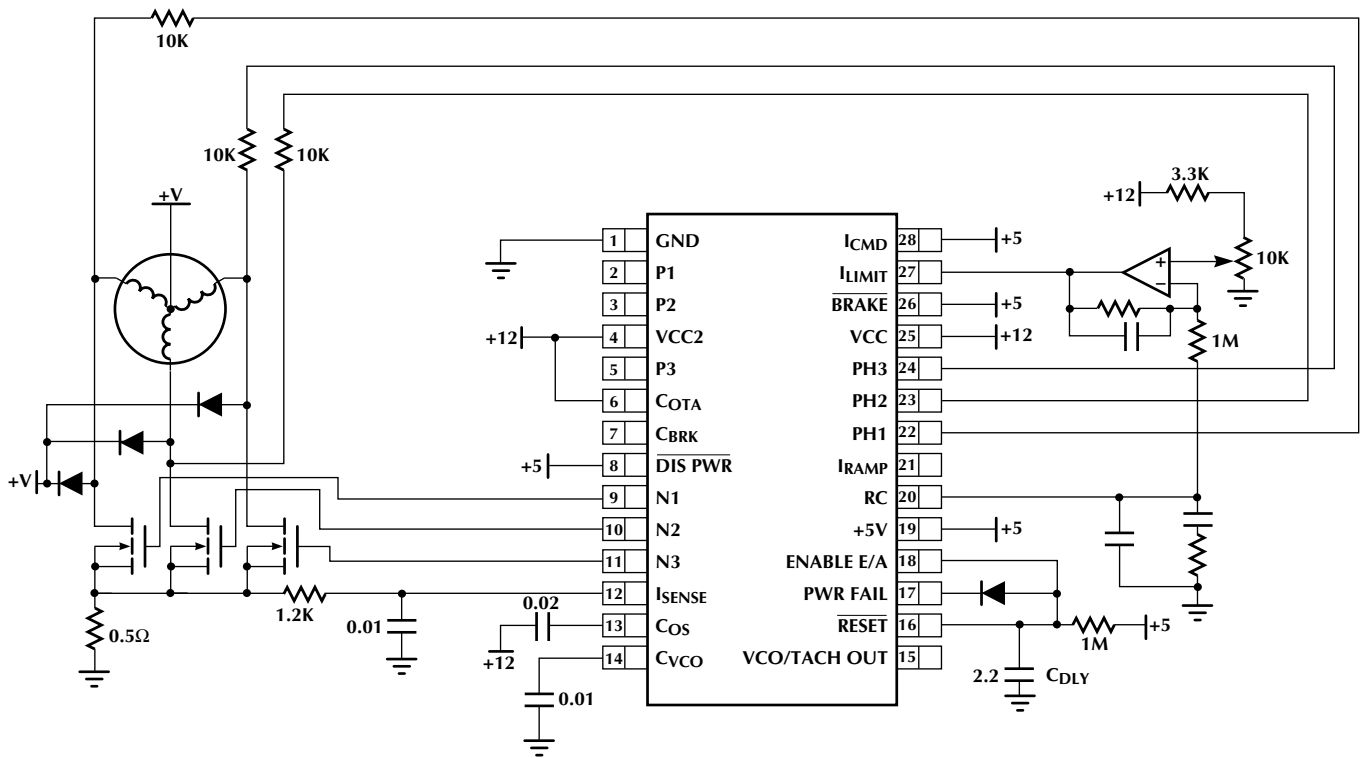 10K
10K
10K
+V
+V
0.5Ω
1.2K
0.01
+12
+5
0.02
+12
0.01
1 GND
2 P1
3 P2
4 VCC2
5 P3
6 COTA
7 CBRK
8 DIS PWR
9 N1
10 N2
11 N3
12 ISENSE
13 COS
14 CVCO
ICMD 28
ILIMIT 27
BRAKE 26
VCC 25
PH3 24
PH2 23
PH1 22
IRAMP 21
RC 20
+5V 19
ENABLE E/A 18
PWR FAIL 17
RESET 16
VCO/TACH OUT 15
+5
+5
+12
+5
+12
3.3K
10K
+
–
1M
1M
+5
2.2
CDLY